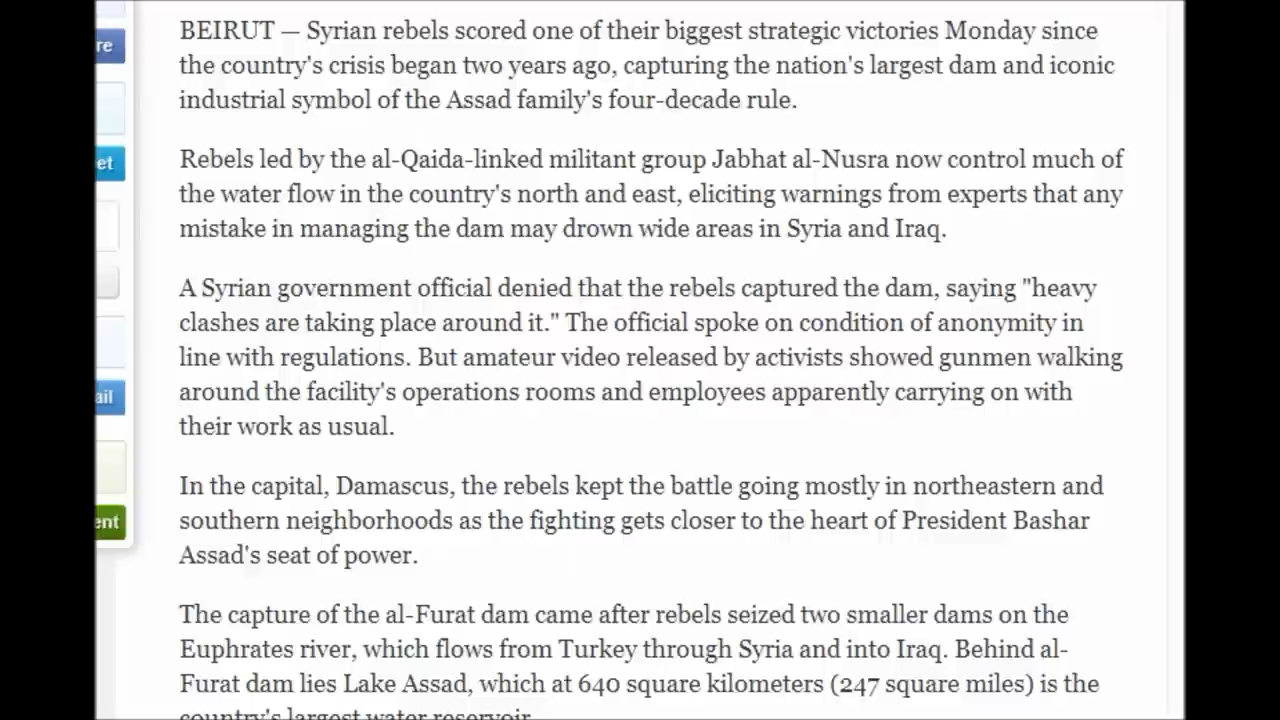 BEIRUT — Syrian rebels scored one of their biggest strategic victories Monday since
the country's crisis began two years ago, capturing the nation's largest dam and iconic
industrial symbol of the Assad family's four-decade rule.
Rebels led by the al-Qaida-linked militant group Jabhat al-Nusra now control much of
the water flow in the country's north and east, eliciting warnings from experts that any
mistake in managing the dam may drown wide areas in Syria and Iraq.
A Syrian government official denied that the rebels captured the dam, saying "heavy
clashes are taking place around it." The official spoke on condition of anonymity in
line with regulations. But amateur video released by activists showed gunmen walking
around the facility's operations rooms and employees apparently carrying on with
their work as usual.
In the capital, Damascus, the rebels kept the battle going mostly in northeastern and
southern neighborhoods as the fighting gets closer to the heart of President Bashar
Assad's seat of power.
The capture of the al-Furat dam came after rebels seized two smaller dams on the
Euphrates river, which flows from Turkey through Syria and into Iraq. Behind al-
Furat dam lies Lake Assad, which at 640 square kilometers (247 square miles) is the
country's largest water reservoir.
re
et
ail
ent